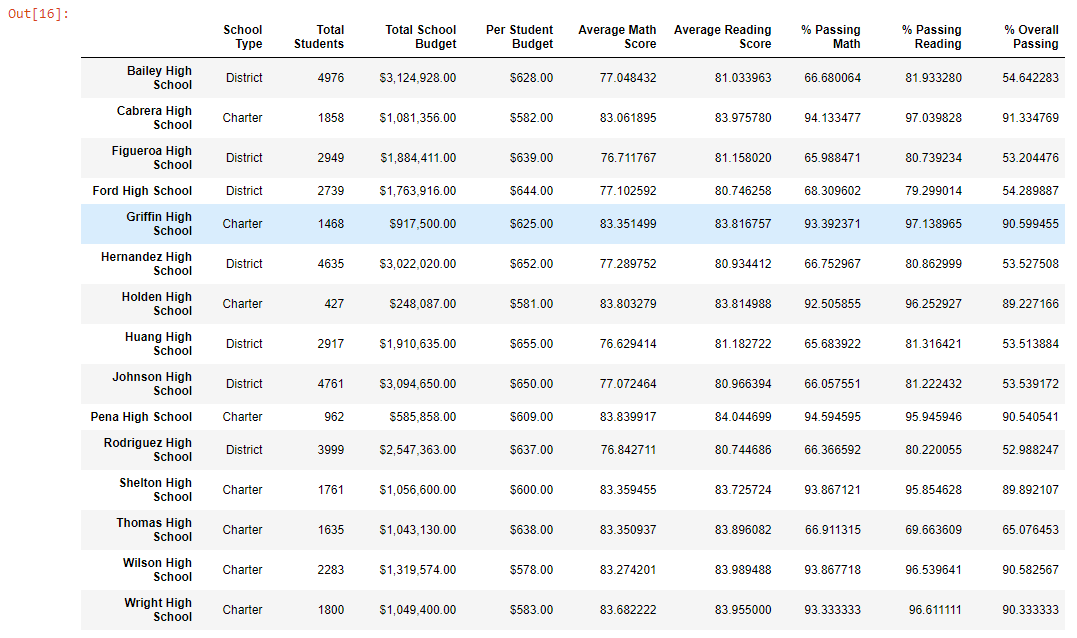 Out[16]:
School Type Total Students Total School Budget Per Student Budget Average Math Score Average Reading Score % Passing Math % Passing Reading % Overall Passing
Bailey High School District 4976 $3,124,928.00 $628.00 77.048432 81.033963 66.680064 81.933280 54.642283
Cabrera High School Charter 1858 $1,081,356.00 $582.00 83.061895 83.975780 94.133477 97.039828 91.334769
Figueroa High School District 2949 $1,884,411.00 $639.00 76.711767 81.158020 65.988471 80.739234 53.204476
Ford High School District 2739 $1,763,916.00 $644.00 77.102592 80.746258 68.309602 79.299014 54.289887
Griffin High School Charter 1468 $917,500.00 $625.00 83.351499 83.816757 93.392371 97.138965 90.599455
Hernandez High School District 4635 $3,022,020.00 $652.00 77.289752 80.934412 66.752967 80.862999 53.527508
Holden High School Charter 427 $248,087.00 $581.00 83.803279 83.814988 92.505855 96.252927 89.227166
Huang High School District 2917 $1,910,635.00 $655.00 76.629414 81.182722 65.683922 81.316421 53.513884
Johnson High School District 4761 $3,094,650.00 $650.00 77.072464 80.966394 66.057551 81.222432 53.539172
Pena High School Charter 962 $585,858.00 $609.00 83.839917 84.044699 94.594595 95.945946 90.540541
Rodriguez High School District 3999 $2,547,363.00 $637.00 76.842711 80.744686 66.366592 80.220055 52.988247
Shelton High School Charter 1761 $1,056,600.00 $600.00 83.359455 83.725724 93.867121 95.854628 89.892107
Thomas High School Charter 1635 $1,043,130.00 $638.00 83.350937 83.896082 66.911315 69.663609 65.076453
Wilson High School Charter 2283 $1,319,574.00 $578.00 83.274201 83.989488 93.867718 96.539641 90.582567
Wright High School Charter 1800 $1,049,400.00 $583.00 83.682222 83.955000 93.333333 96.611111 90.333333